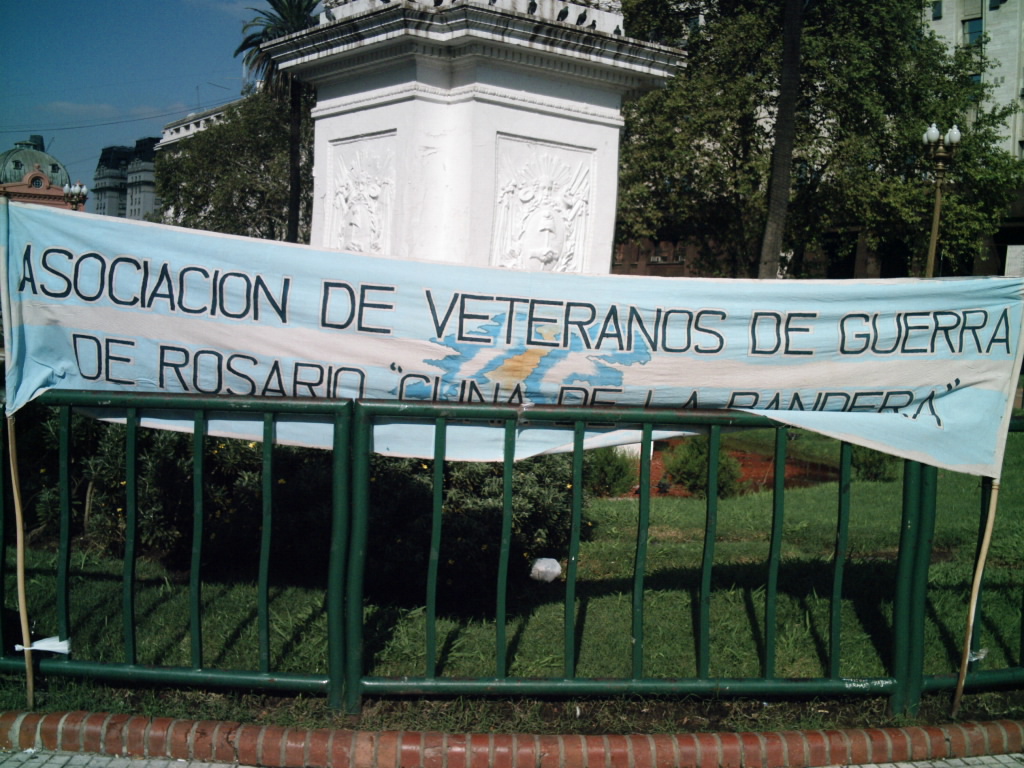 ASOCIACION DE VETERANOS DE GUERRA
DE ROSARIO "CUNA DE LA BANDERA"